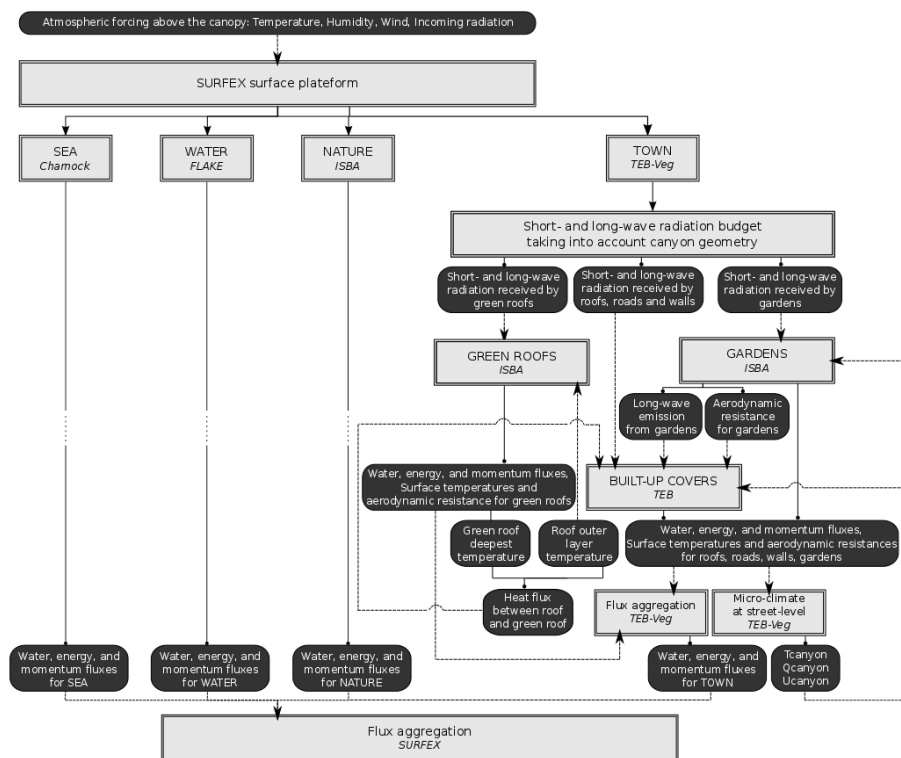 Atmospheric forcing above the canopy: Temperature, Humidity, Wind, Incoming radiation
SURFEX surface plateform
SEA
Charnock
WATER
FLAKE
NATURE
ISBA
TOWN
TEB-Veg
Short- and long-wave radiation budget
taking into account canyon geometry
Short- and long-wave
radiation received by
green roofs
Short- and long-wave
radiation received by
roofs, roads and walls
Short- and long-wave
radiation received by
gardens
GREEN ROOFS
ISBA
GARDENS
ISBA
Long-wave
emission
from gardens
Aerodynamic
resistance
for gardens
Water, energy, and momentum fluxes,
Surface temperatures and
aerodynamic resistance for green roofs
BUILT-UP COVERS
TEB
Green roof
deepest
temperature
Roof outer
layer
temperature
Water, energy, and momentum fluxes,
Surface temperatures and aerodynamic resistances
for roofs, roads, walls, gardens
Heat flux
between roof
and green roof
Flux aggregation
TEB-Veg
Micro-climate
at street-level
TEB-Veg
Water, energy, and
momentum fluxes
for SEA
Water, energy, and
momentum fluxes
for WATER
Water, energy, and
momentum fluxes
for NATURE
Water, energy, and
momentum fluxes
for TOWN
Tcanyon
Qcanyon
Ucanyon
Flux aggregation
SURFEX